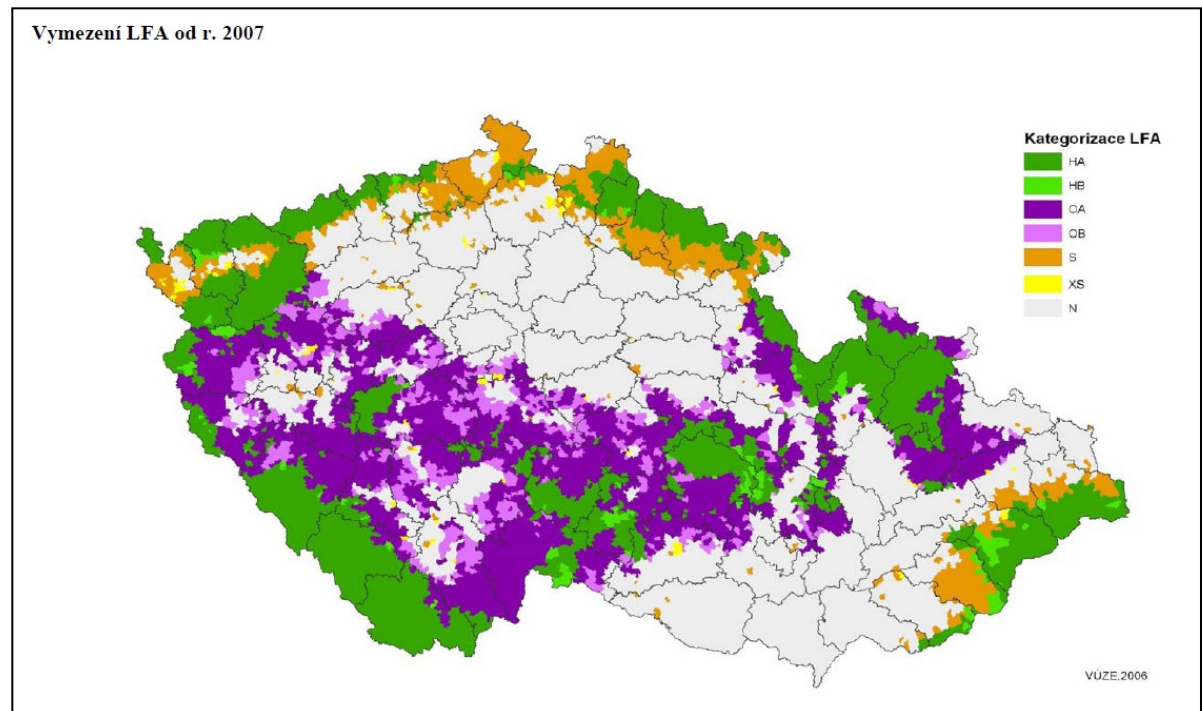 Vymezení LFA od r. 2007
Kategorizace LFA
HA
HB
OA
OB
S
XS
N
VÚZE.2006